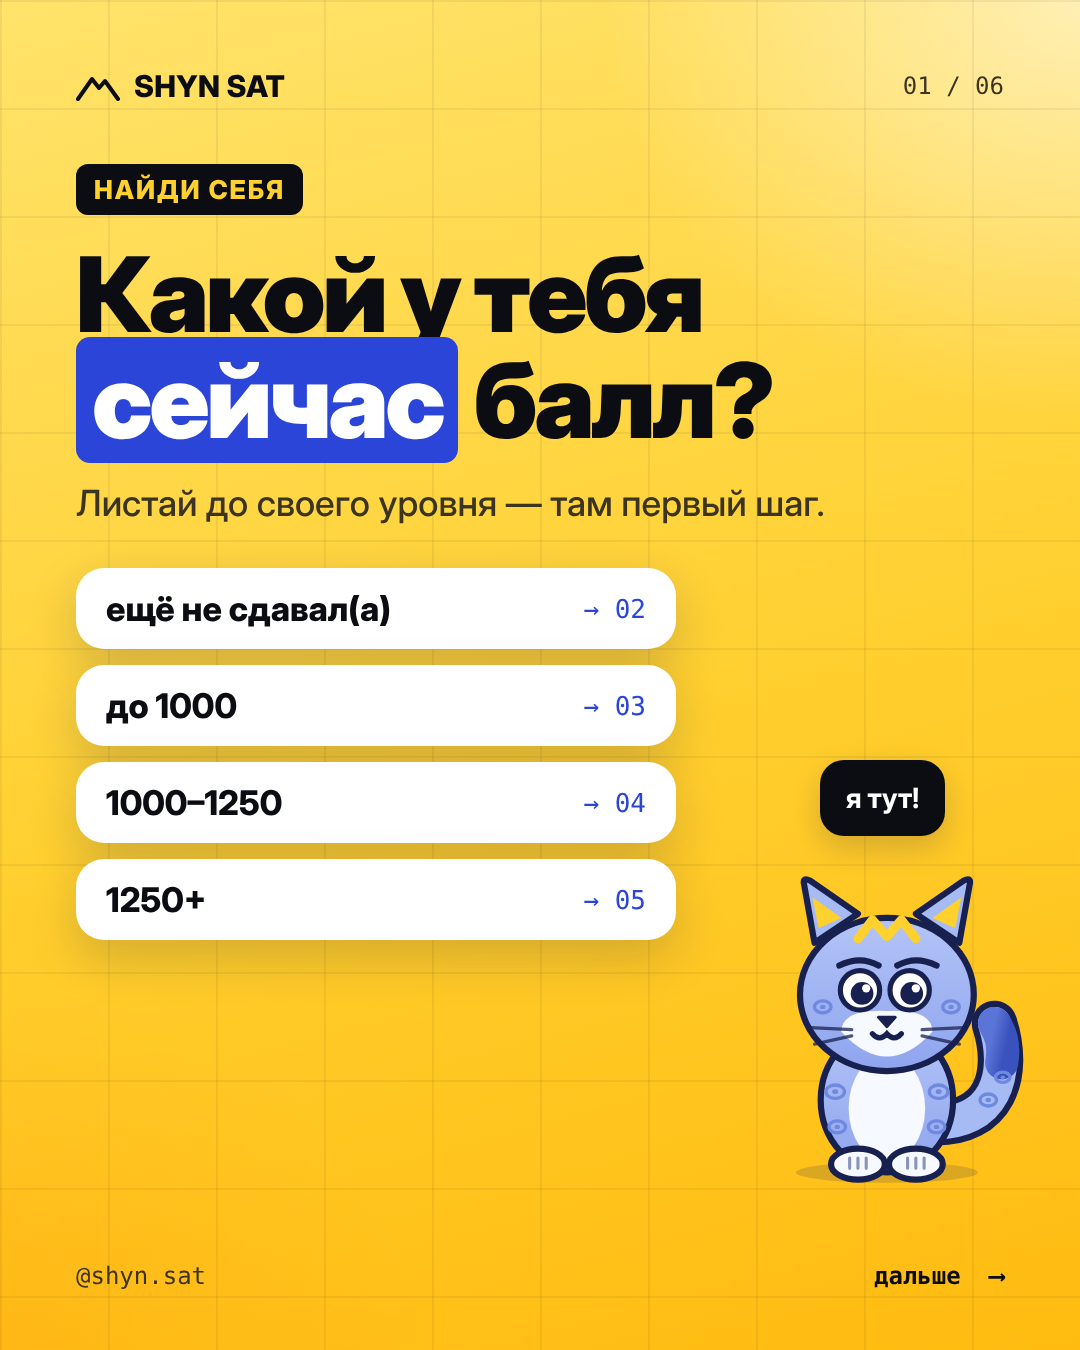 SHYN SAT
01 / 06
НАЙДИ СЕБЯ
Какой у тебя
сейчас балл?
Листай до своего уровня — там первый шаг.
ещё не сдавал(а) → 02
до 1000 → 03
1000–1250 → 04
1250+ → 05
я тут!
@shyn.sat
дальше →